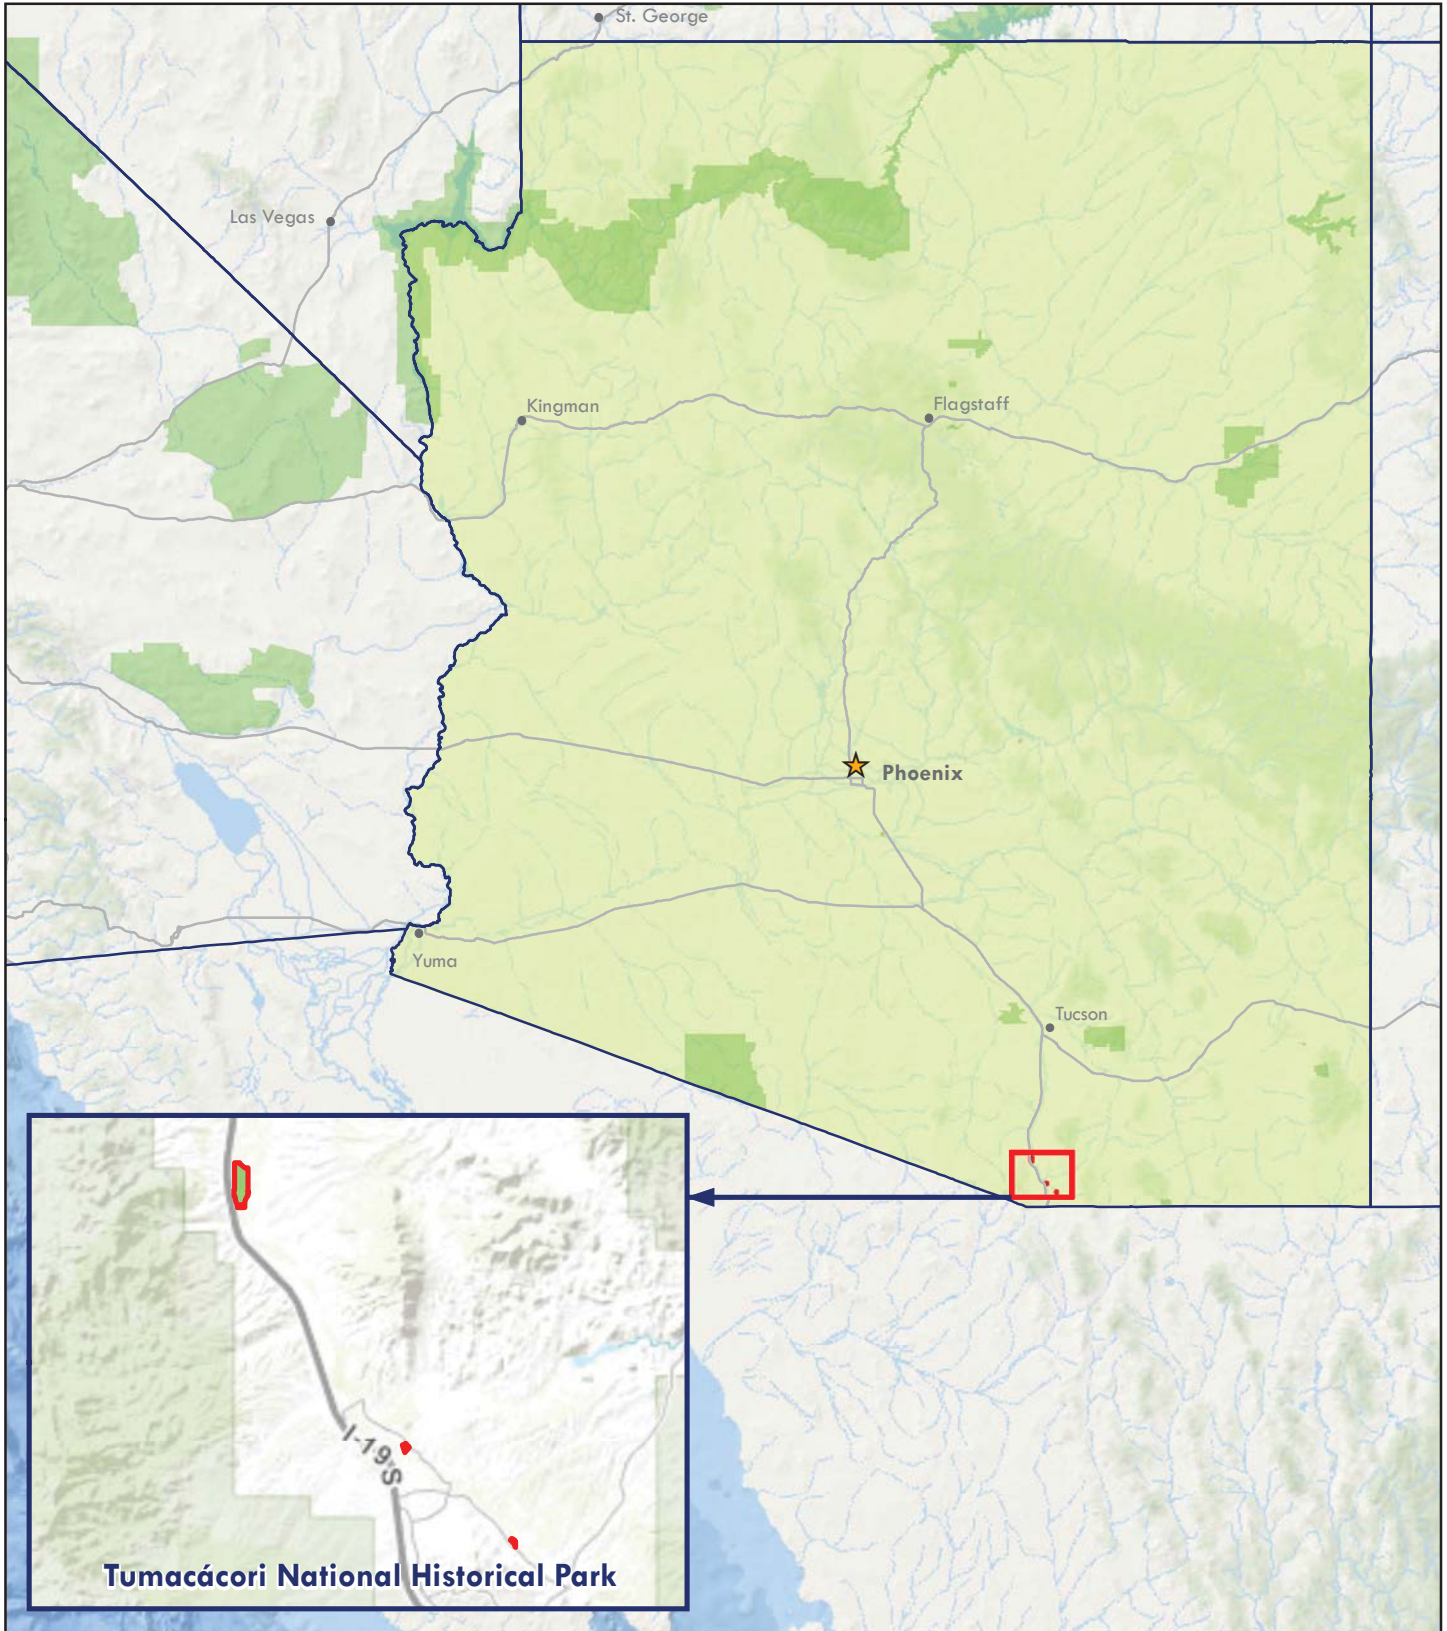 St. George
Las Vegas
Kingman
Flagstaff
Phoenix
Yuma
Tucson
I-19 S
Tumacácori National Historical Park